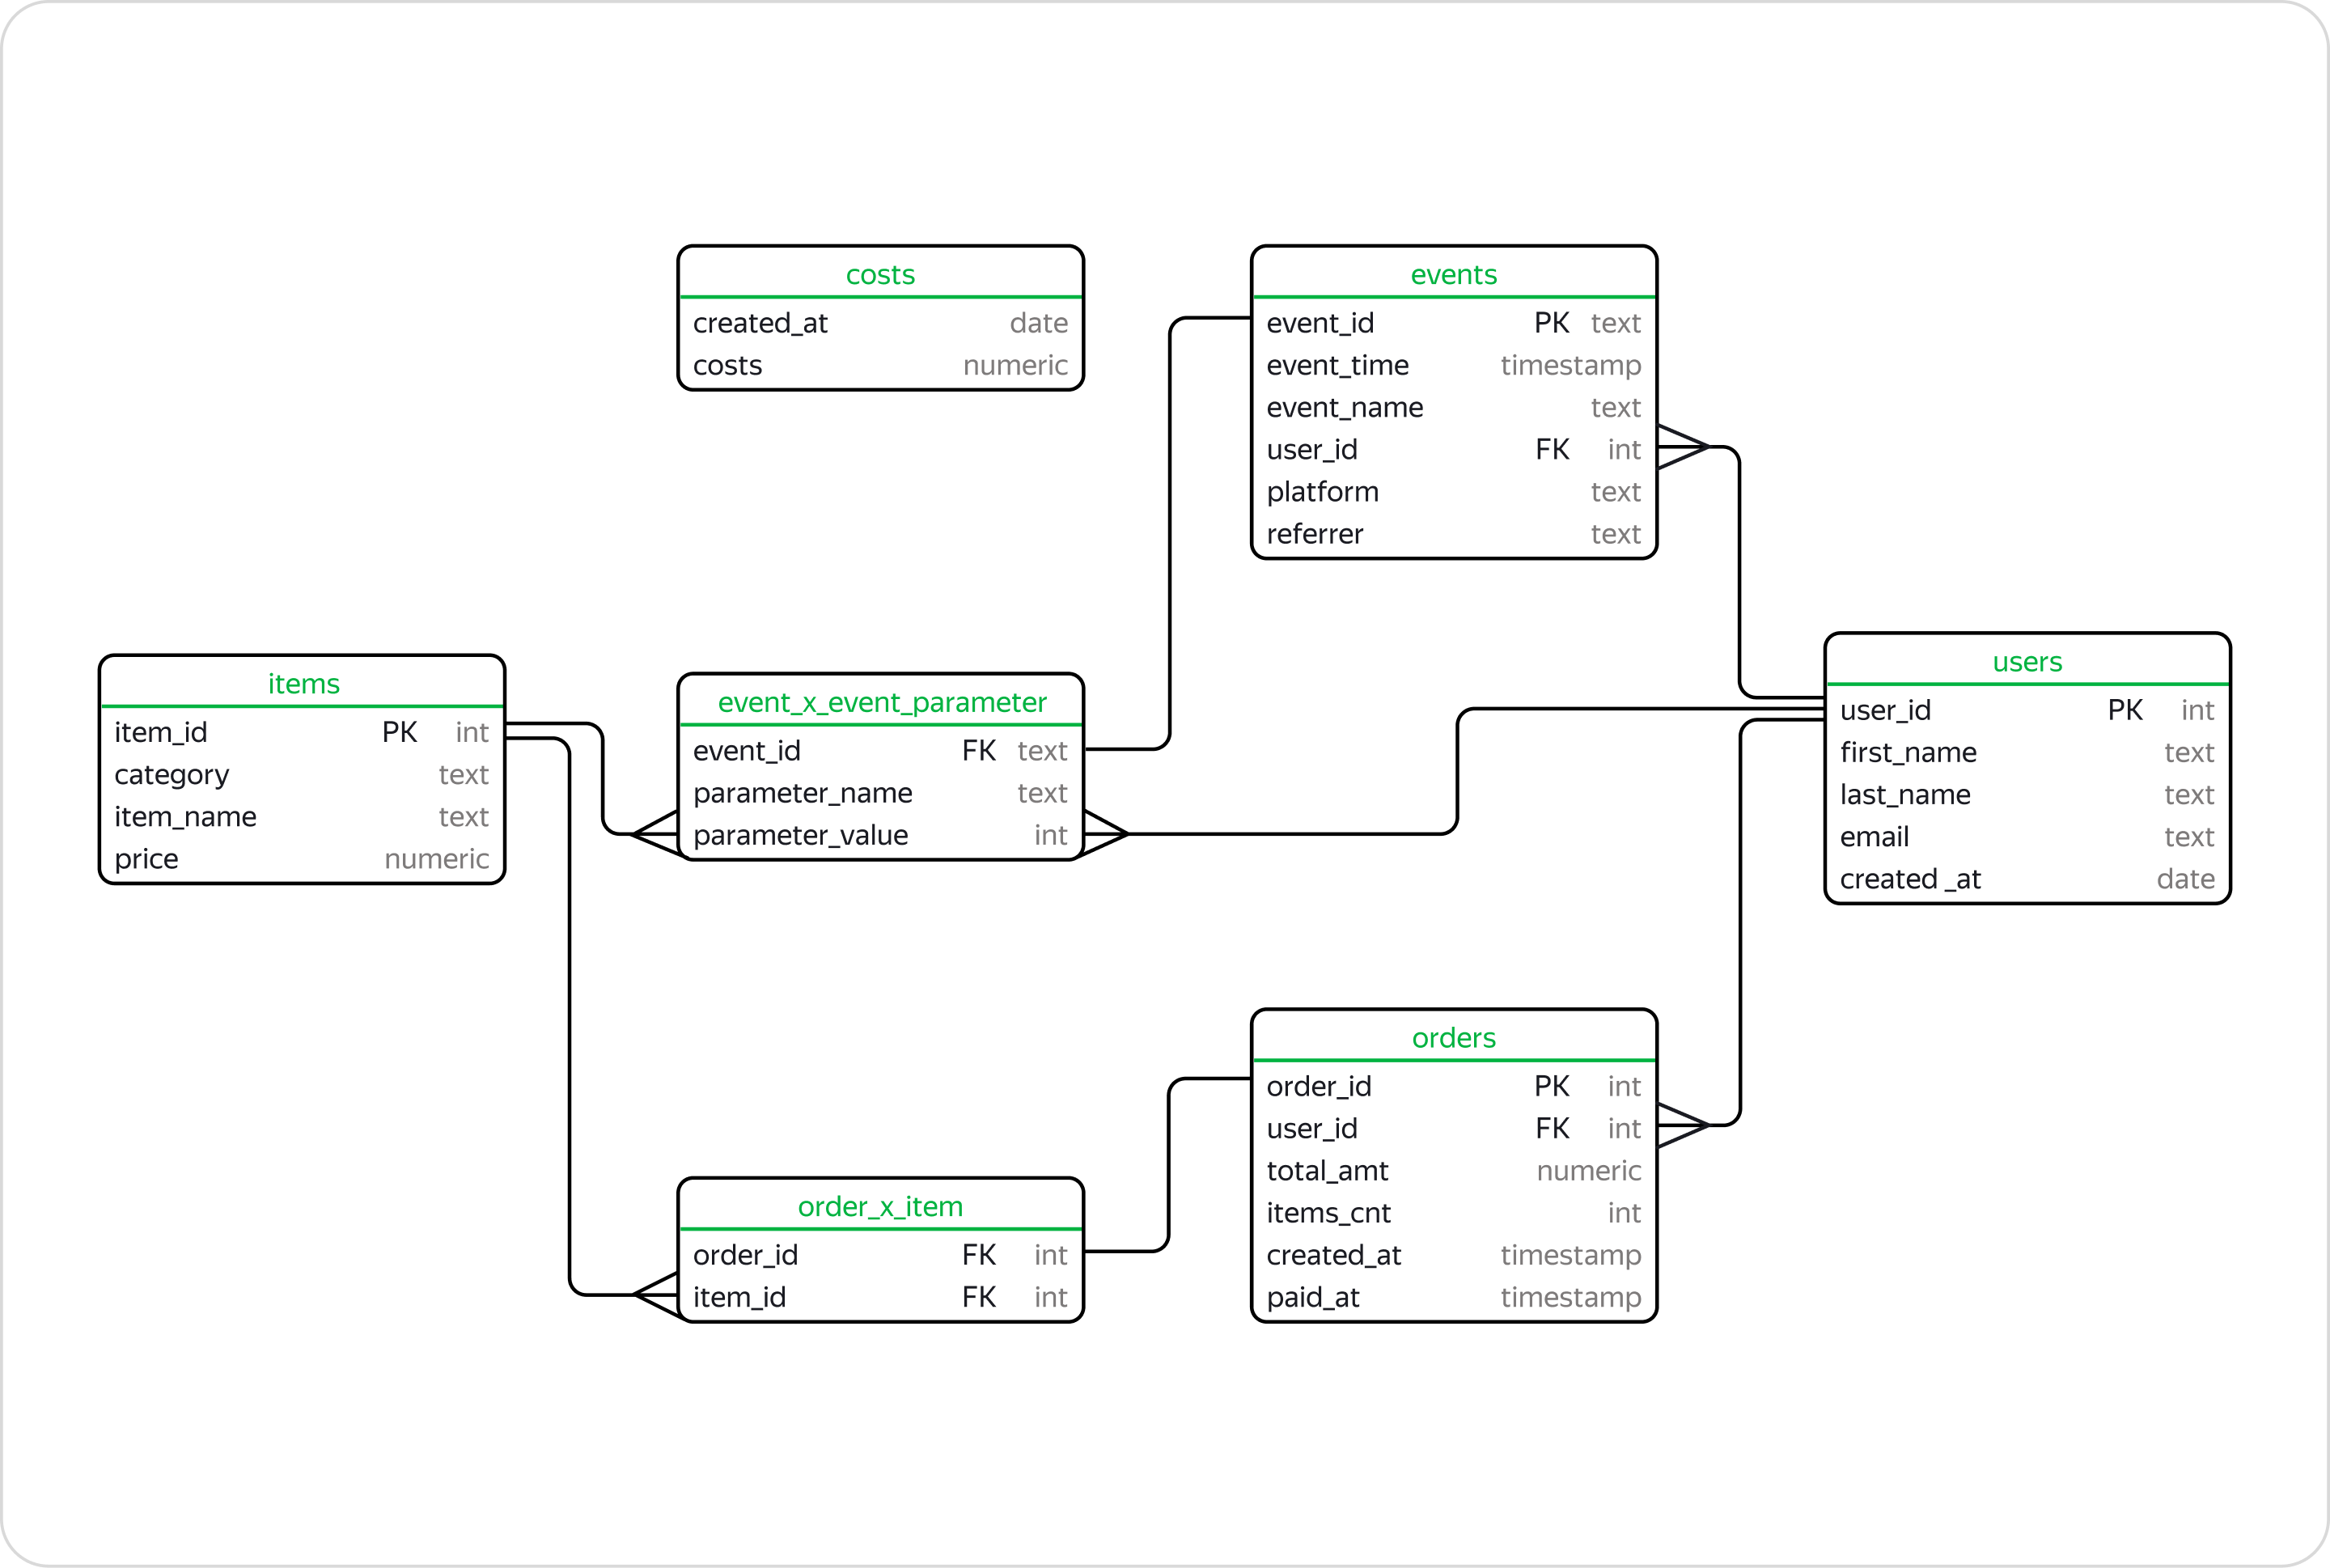 costs
created_at date
costs numeric
events
event_id PK text
event_time timestamp
event_name text
user_id FK int
platform text
referrer text
items
item_id PK int
category text
item_name text
price numeric
event_x_event_parameter
event_id FK text
parameter_name text
parameter_value int
users
user_id PK int
first_name text
last_name text
email text
created _at date
order_x_item
order_id FK int
item_id FK int
orders
order_id PK int
user_id FK int
total_amt numeric
items_cnt int
created_at timestamp
paid_at timestamp